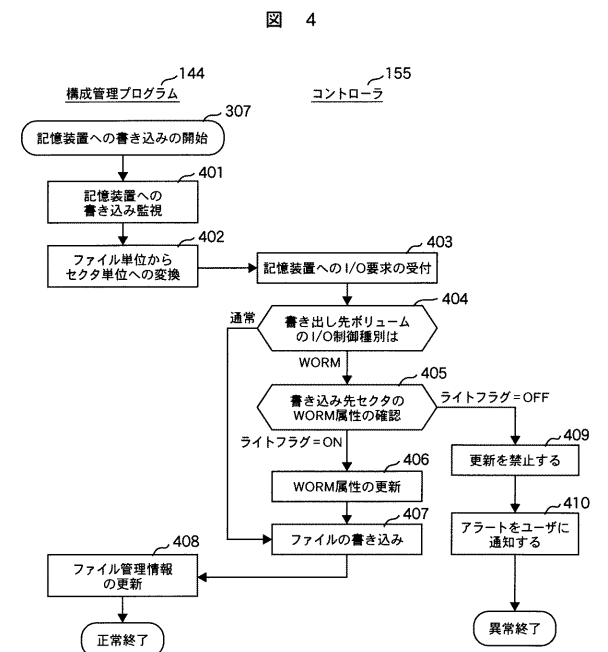 図 4
144
構成管理プログラム
155
コントローラ
307
記憶装置への書き込みの開始
401
記憶装置への
書き込み監視
402
ファイル単位から
セクタ単位への変換
403
記憶装置へのI/O要求の受付
404
書き出し先ボリューム
のI/O制御種別は
通常
WORM
405
書き込み先セクタの
WORM属性の確認
ライトフラグ=OFF
ライトフラグ=ON
406
WORM属性の更新
407
ファイルの書き込み
408
ファイル管理情報
の更新
正常終了
409
更新を禁止する
410
アラートをユーザに
通知する
異常終了